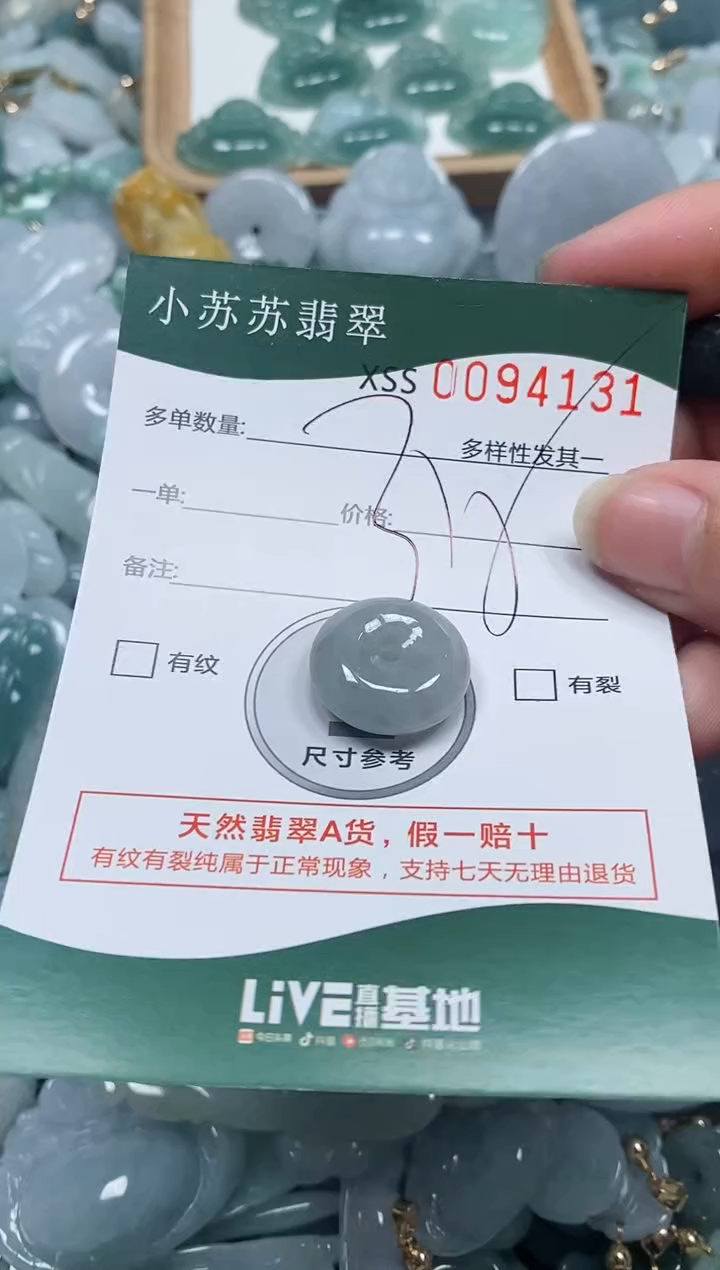 小苏苏翡翠
XSS 0094131
多单数量:
多样性发其一
一单: 价格:
备注:
有纹
有裂
尺寸参考
天然翡翠A货，假一赔十
有纹有裂纯属于正常现象，支持七天无理由退货
LiVE直播基地